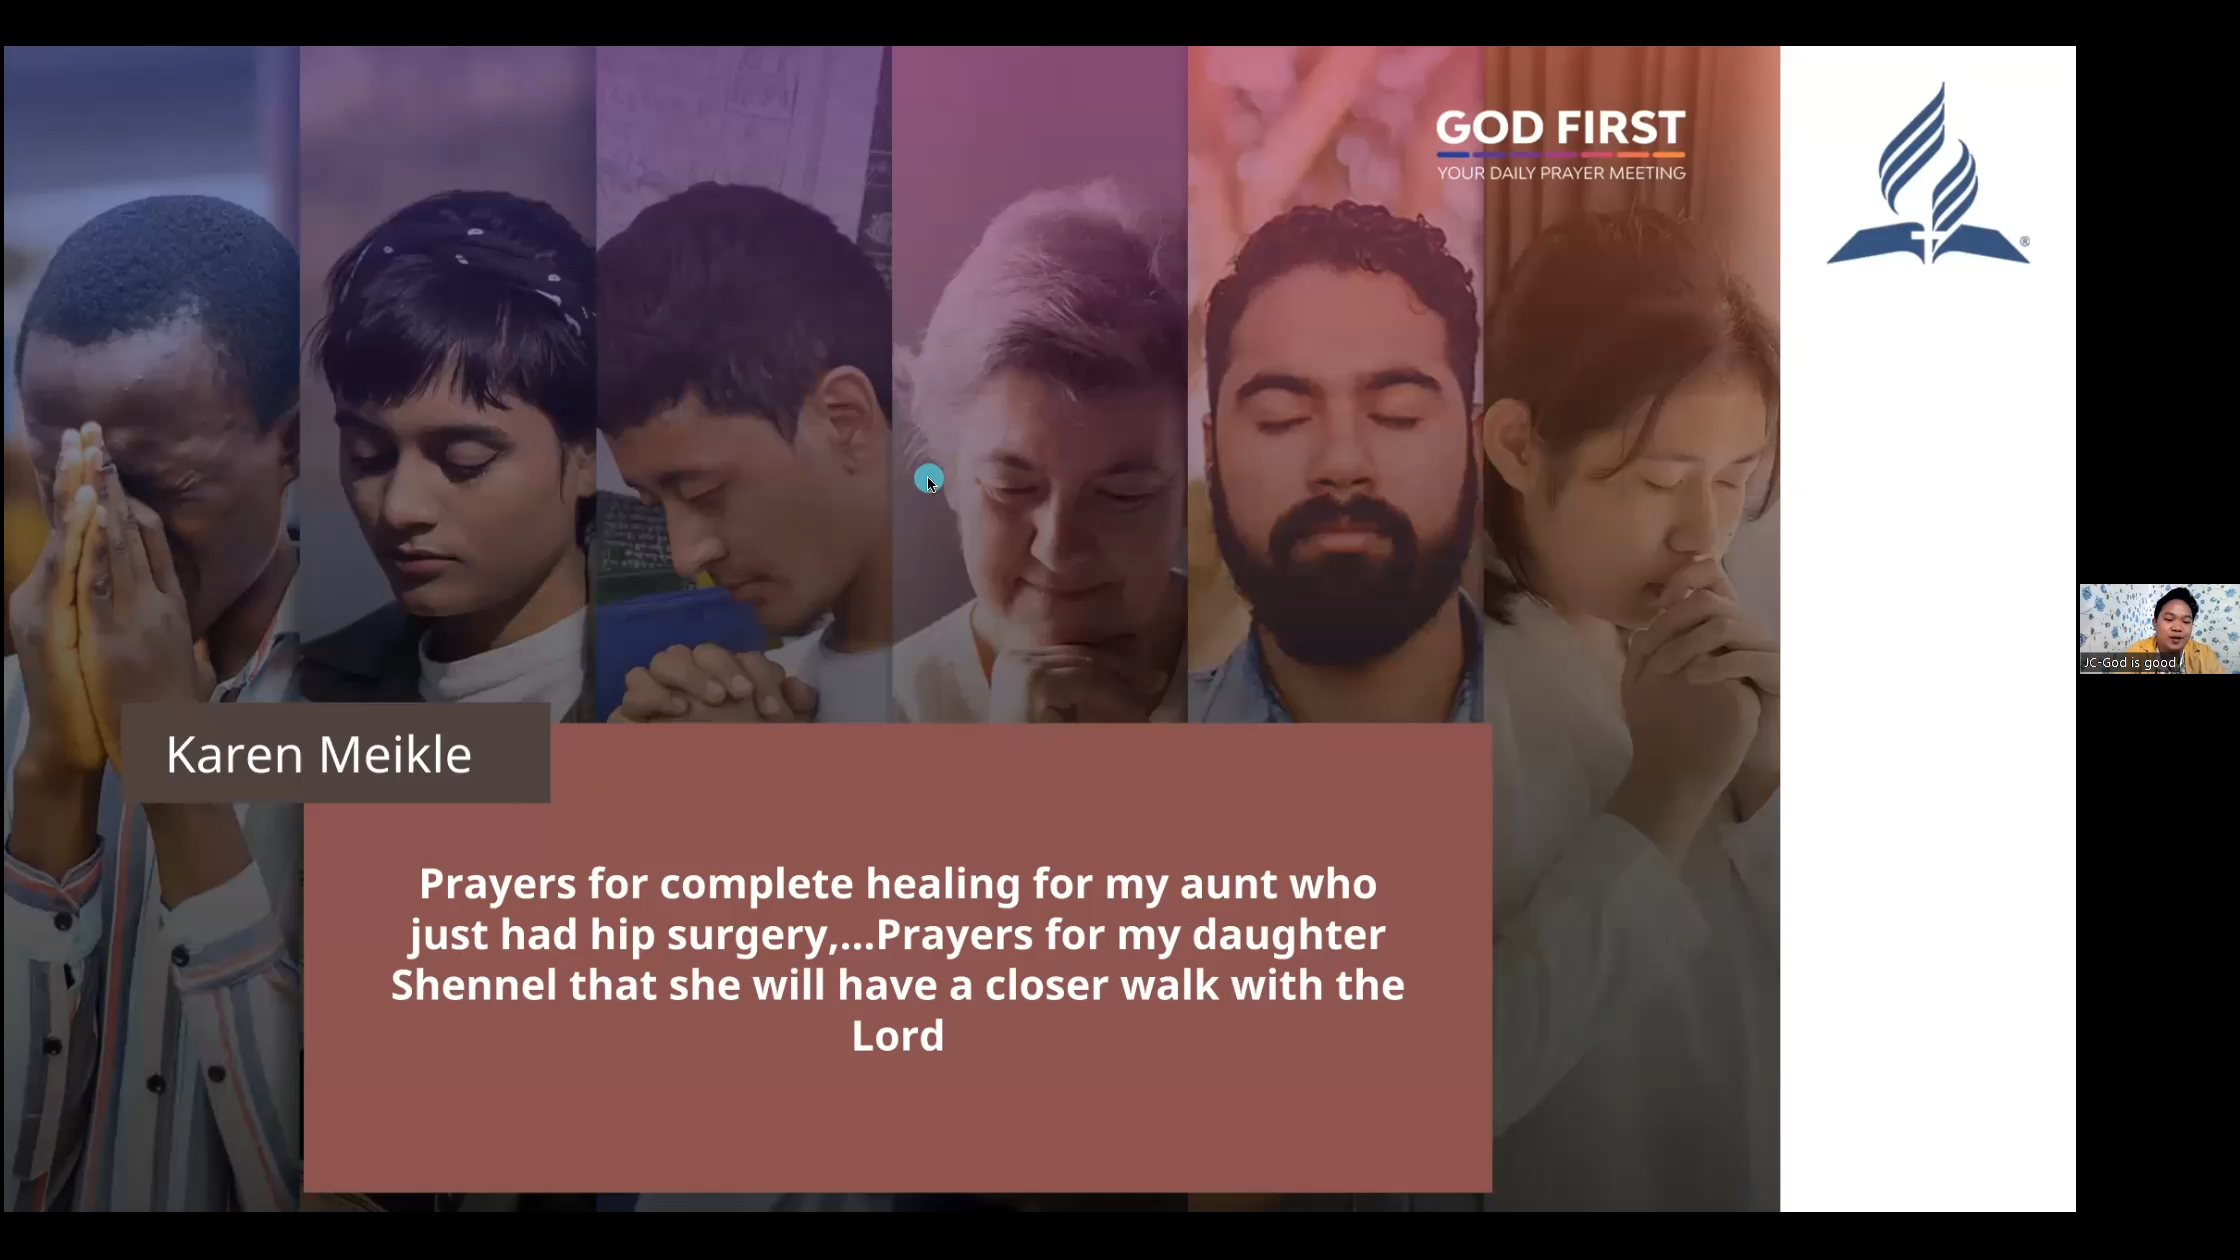 GOD FIRST
YOUR DAILY PRAYER MEETING
®
JC-God is good
Karen Meikle
Prayers for complete healing for my aunt who
just had hip surgery,...Prayers for my daughter
Shennel that she will have a closer walk with the
Lord